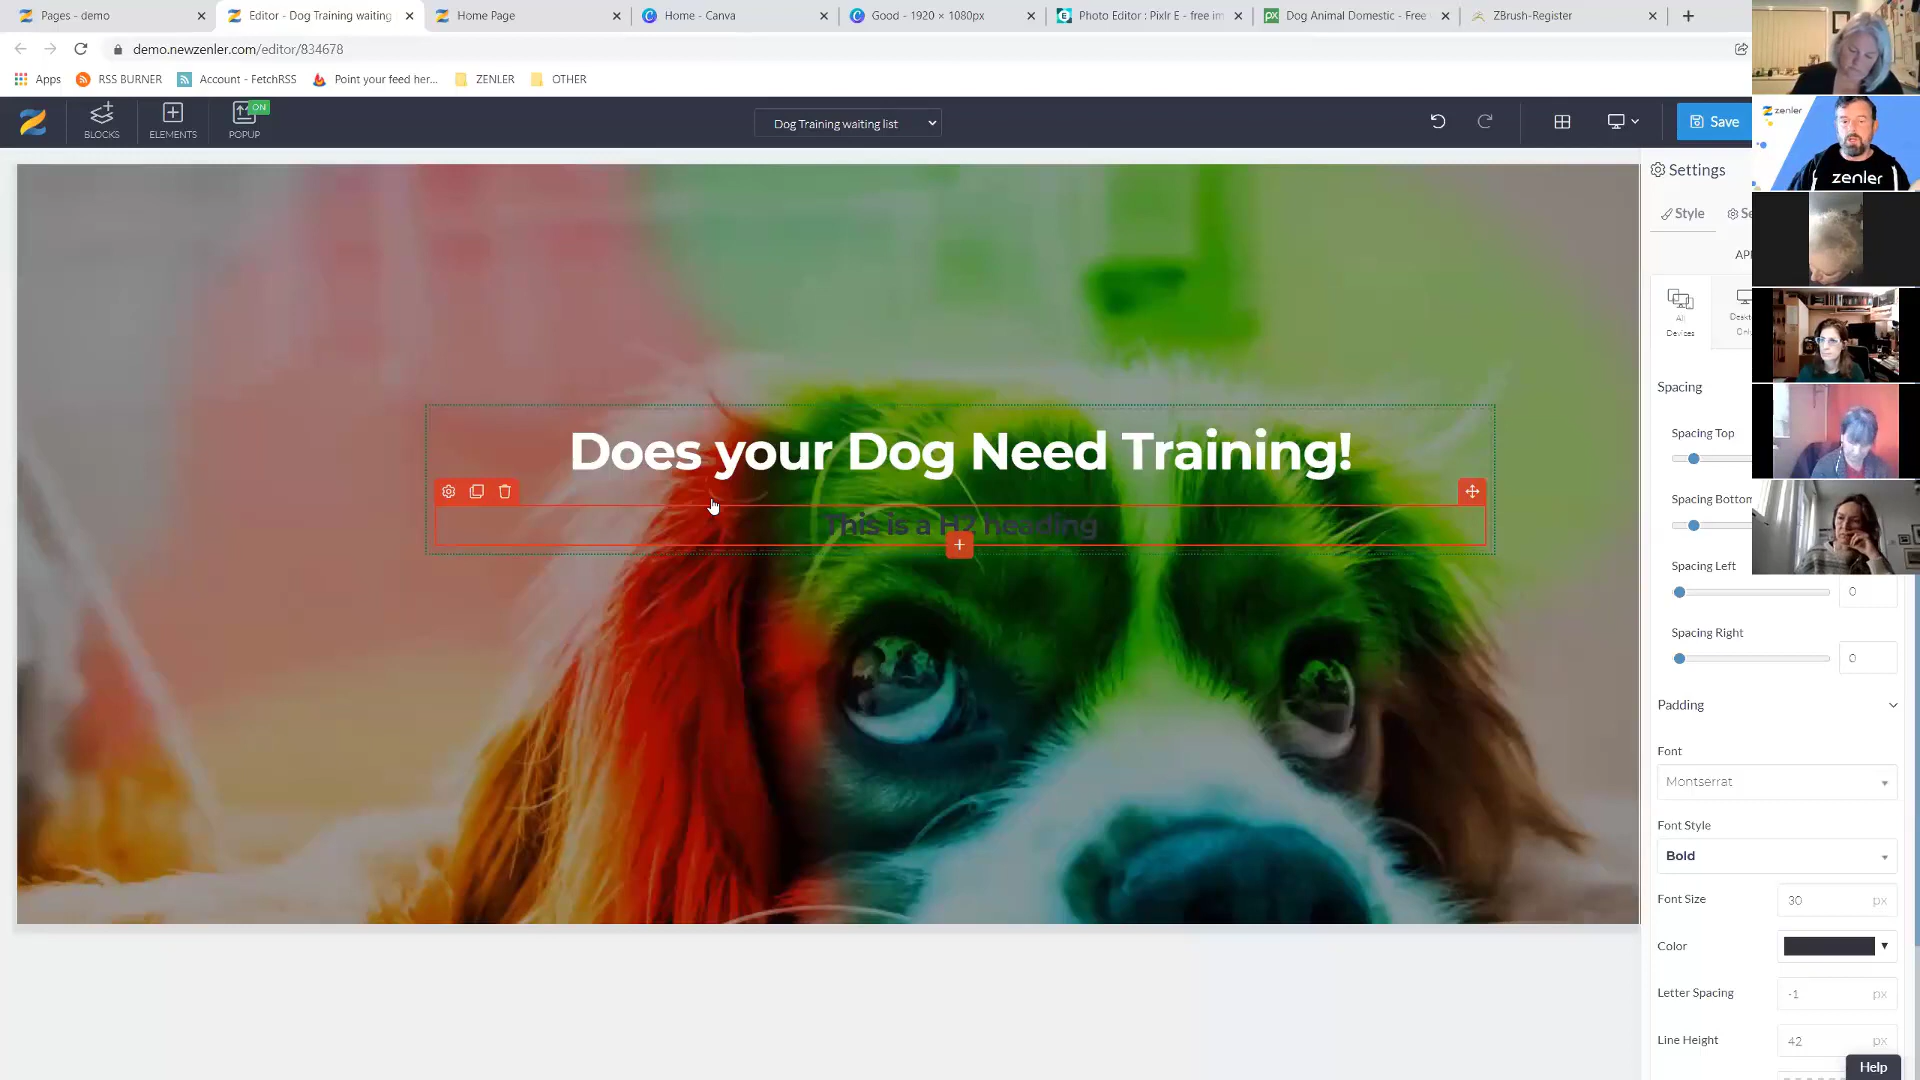 Pages - demo
Editor - Dog Training waiting
Home Page
Home - Canva
Good - 1920 × 1080px
Photo Editor : Pixlr E - free im
Dog Animal Domestic - Free
ZBrush-Register
demo.newzenler.com/editor/834678
Apps
RSS BURNER
Account - FetchRSS
Point your feed her...
ZENLER
OTHER
BLOCKS
ELEMENTS
ON
POPUP
Dog Training waiting list
Save
zenler
zenler
Settings
Style
Se
All
Devices
Deskt
Spacing
Does your Dog Need Training!
This is a H2 heading
Spacing Top
Spacing Bottom
Spacing Left
0
Spacing Right
0
Padding
Font
Montserrat
Font Style
Bold
Font Size
30
px
Color
Letter Spacing
-1
px
Line Height
42
px
Help